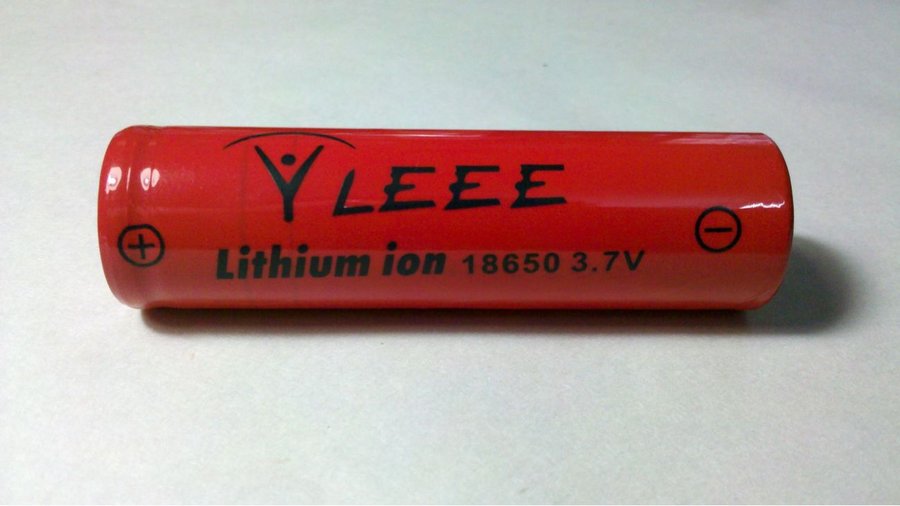 YLEEE
Lithium ion 18650 3.7V
+
-